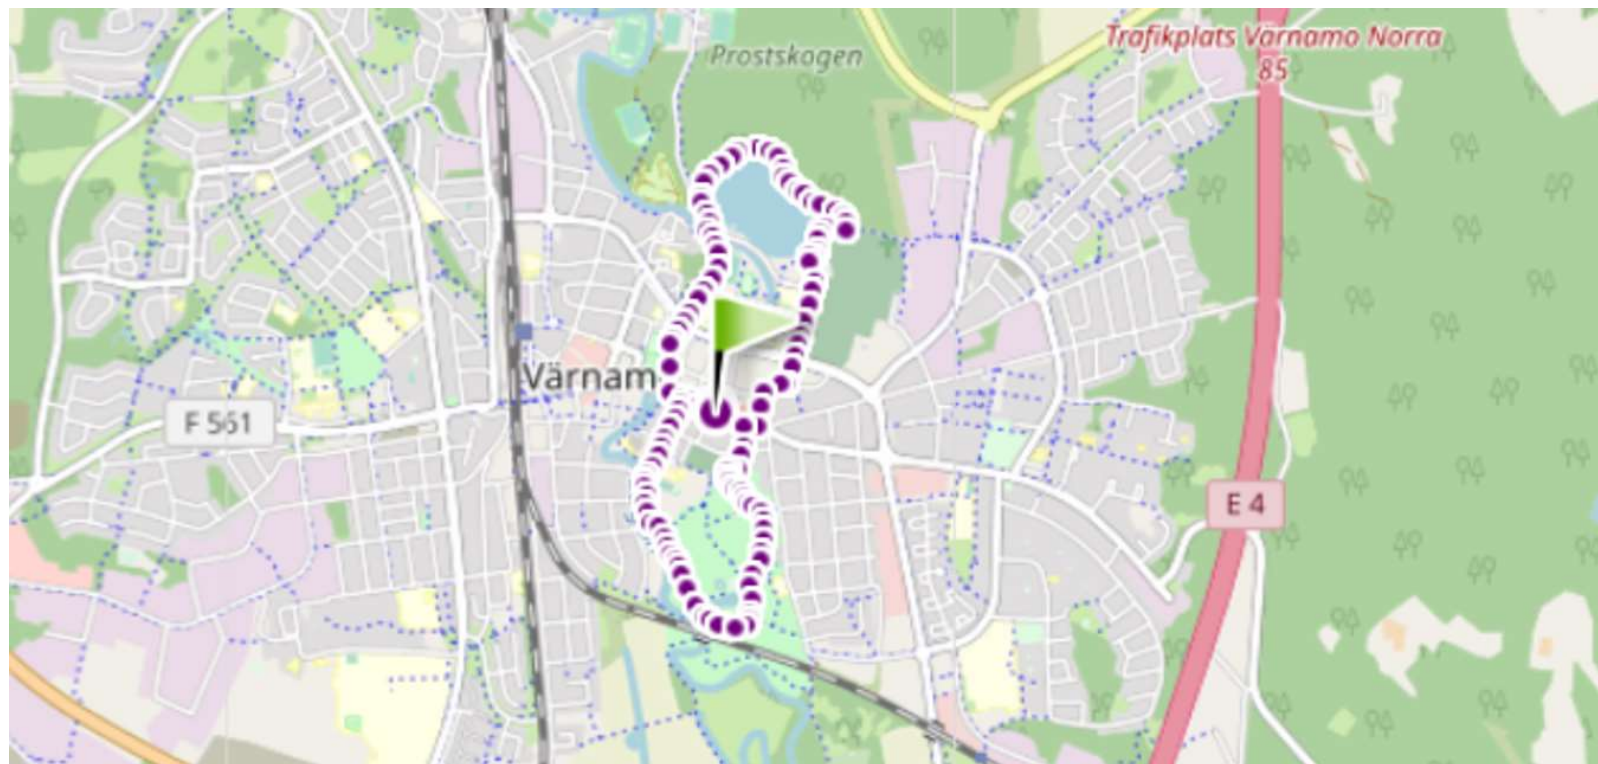 Trafikplats Värnamo Norra
85
Prostskogen
Värnam
F 561
E 4